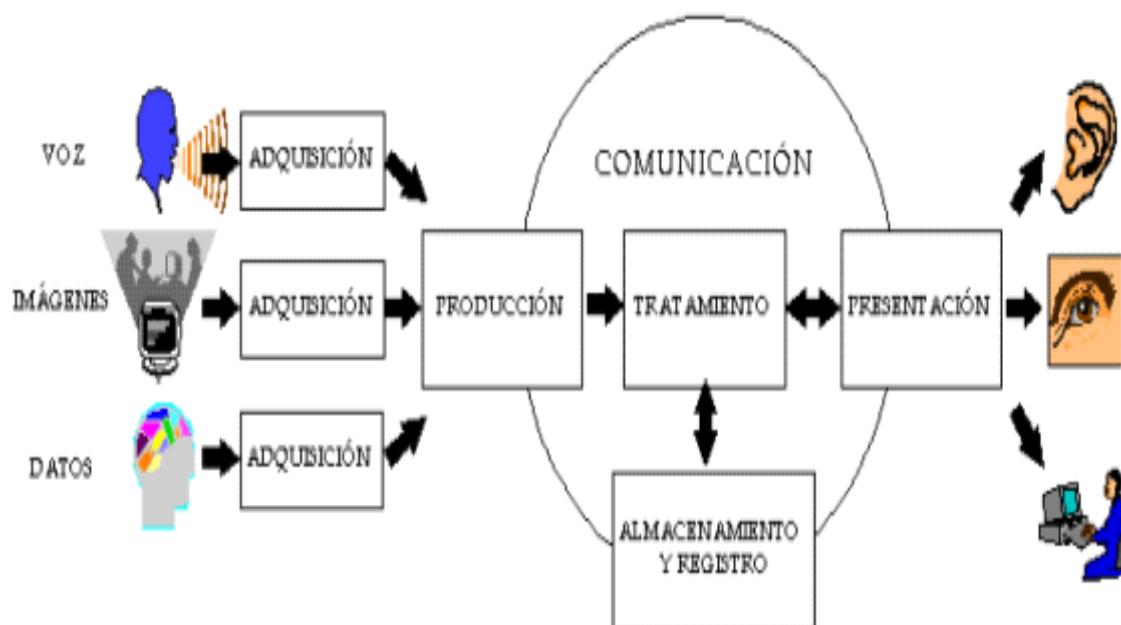 VOZ
ADQUISICIÓN
COMUNICACIÓN
IMÁGENES
ADQUISICIÓN
PRODUCCIÓN
TRATAMIENTO
PRESENTACIÓN
DATOS
ADQUISICIÓN
ALMACENAMIENTO
Y REGISTRO